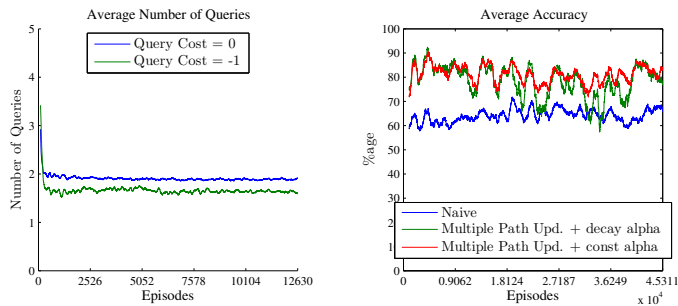 Average Number of Queries
5
4
3
2
1
0
Number of Queries
Query Cost = 0
Query Cost = -1
2526
5052
7578
10104
12630
Episodes
Average Accuracy
100
90
80
70
60
50
40
30
2
0
%age
Naive
Multiple Path Upd. + decay alpha
Multiple Path Upd. + const alpha
0
0.9062
1.8124
2.7187
3.6249
4.5311
Episodes
x 10^4